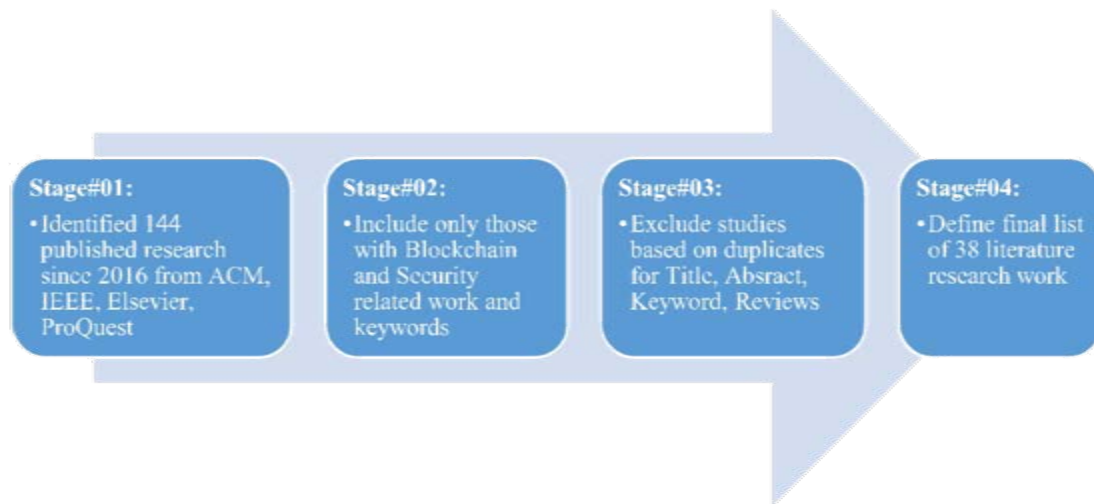 Stage#01:
•Identified 144
published research
since 2016 from ACM,
IEEE, Elsevier,
ProQuest
Stage#02:
•Include only those
with Blockchain
and Security
related work and
keywords
Stage#03:
•Exclude studies
based on duplicates
for Title, Absract,
Keyword, Reviews
Stage#04:
•Define final list
of 38 literature
research work